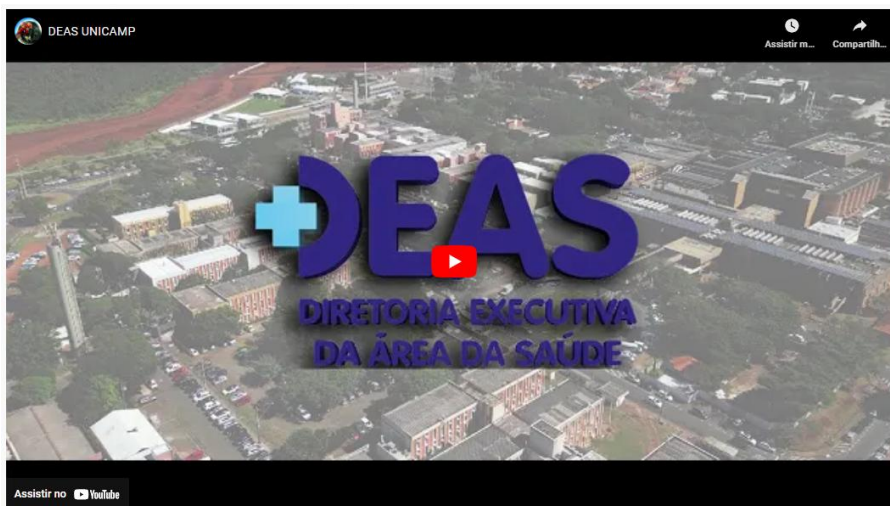 DEAS UNICAMP
Assistir m...
Compartilh...
DEAS
DIRETORIA EXECUTIVA
DA ÁREA DA SAÚDE
Assistir no YouTube